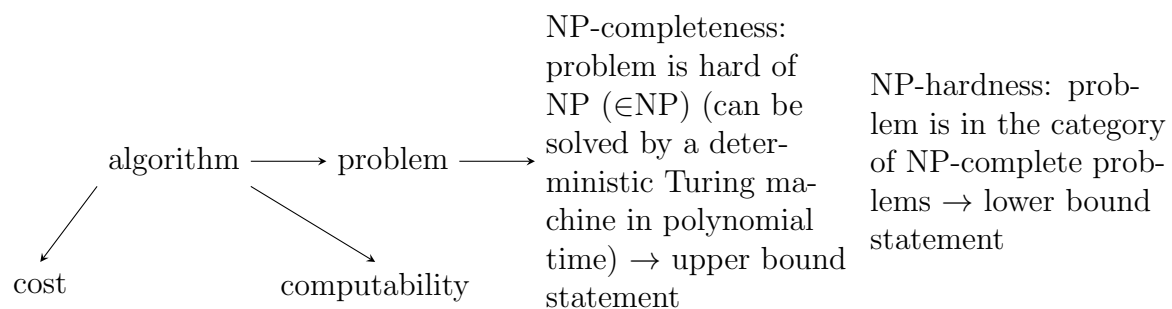 algorithm
problem
cost
computability
NP-completeness:
problem is hard of
NP (∈NP) (can be
solved by a deter-
ministic Turing ma-
chine in polynomial
time) → upper bound
statement
NP-hardness: prob-
lem is in the category
of NP-complete prob-
lems → lower bound
statement